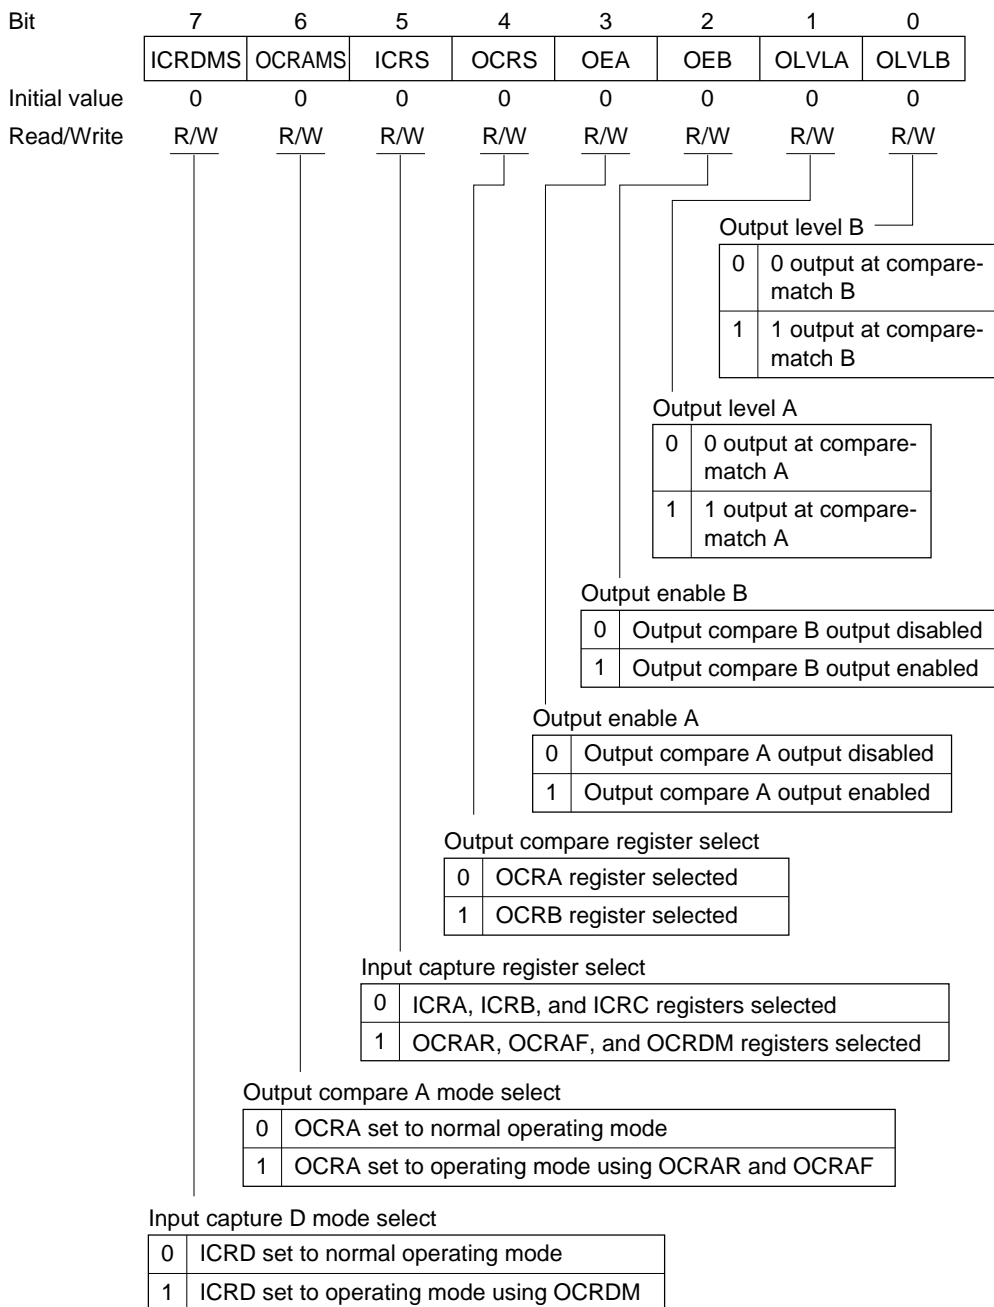 Bit 7 6 5 4 3 2 1 0
ICRDMS OCRAMS ICRS OCRS OEA OEB OLVLA OLVLB
Initial value 0 0 0 0 0 0 0 0
Read/Write R/W R/W R/W R/W R/W R/W R/W R/W
Output level B
0 0 output at compare-
match B
1 1 output at compare-
match B
Output level A
0 0 output at compare-
match A
1 1 output at compare-
match A
Output enable B
0 Output compare B output disabled
1 Output compare B output enabled
Output enable A
0 Output compare A output disabled
1 Output compare A output enabled
Output compare register select
0 OCRA register selected
1 OCRB register selected
Input capture register select
0 ICRA, ICRB, and ICRC registers selected
1 OCRAR, OCRAF, and OCRDM registers selected
Output compare A mode select
0 OCRA set to normal operating mode
1 OCRA set to operating mode using OCRAR and OCRAF
Input capture D mode select
0 ICRD set to normal operating mode
1 ICRD set to operating mode using OCRDM